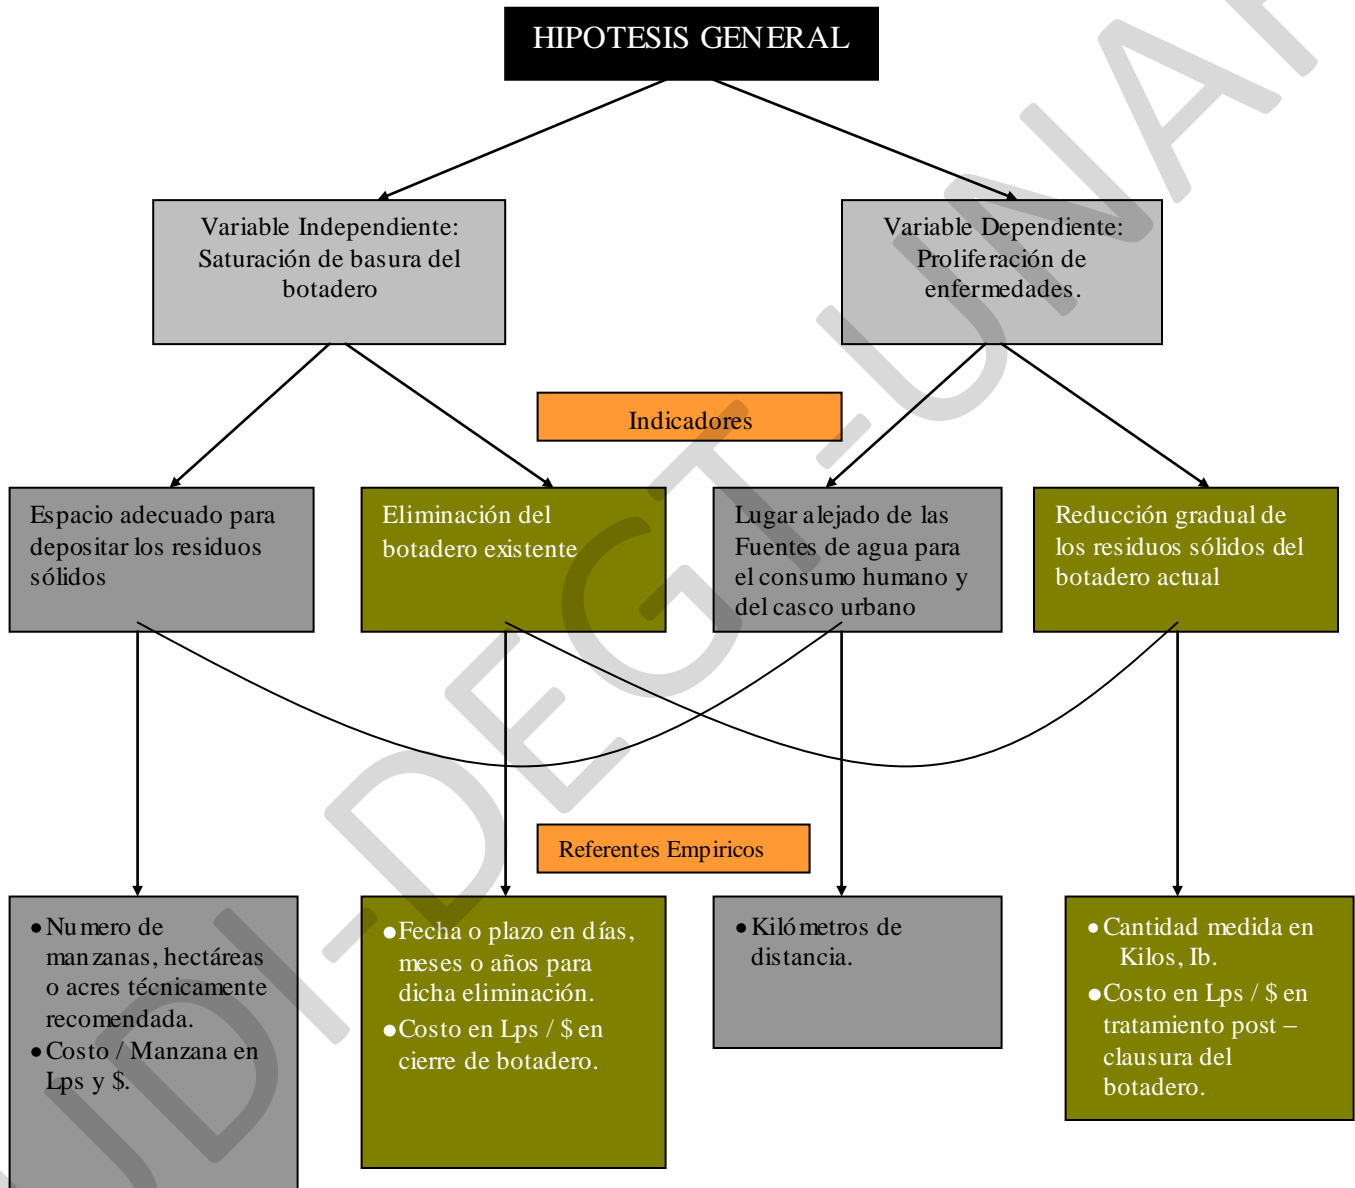 HIPOTESIS GENERAL
Variable Independiente:
Saturación de basura del
botadero
Variable Dependiente:
Proliferación de
enfermedades.
Indicadores
Espacio adecuado para
depositar los residuos
sólidos
Eliminación del
botadero existente
Lugar alejado de las
Fuentes de agua para
el consumo humano y
del casco urbano
Reducción gradual de
los residuos sólidos del
botadero actual
Referentes Empiricos
• Numero de
manzanas, hectáreas
o acres técnicamente
recomendada.
• Costo / Manzana en
Lps y $.
• Fecha o plazo en días,
meses o años para
dicha eliminación.
• Costo en Lps / $ en
cierre de botadero.
• Kilómetros de
distancia.
• Cantidad medida en
Kilos, Ib.
• Costo en Lps / $ en
tratamiento post –
clausura del
botadero.
UDI-DEGT-UNAH